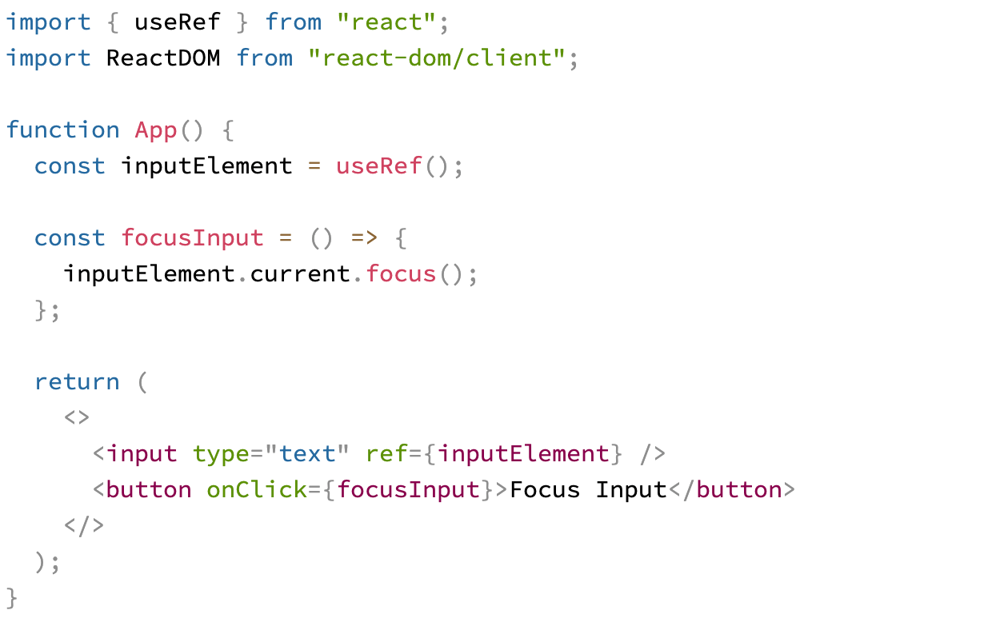 import { useRef } from "react";
import ReactDOM from "react-dom/client";

function App() {
  const inputElement = useRef();

  const focusInput = () => {
    inputElement.current.focus();
  };

  return (
    <>
      <input type="text" ref={inputElement} />
      <button onClick={focusInput}>Focus Input</button>
    </>
  );
}